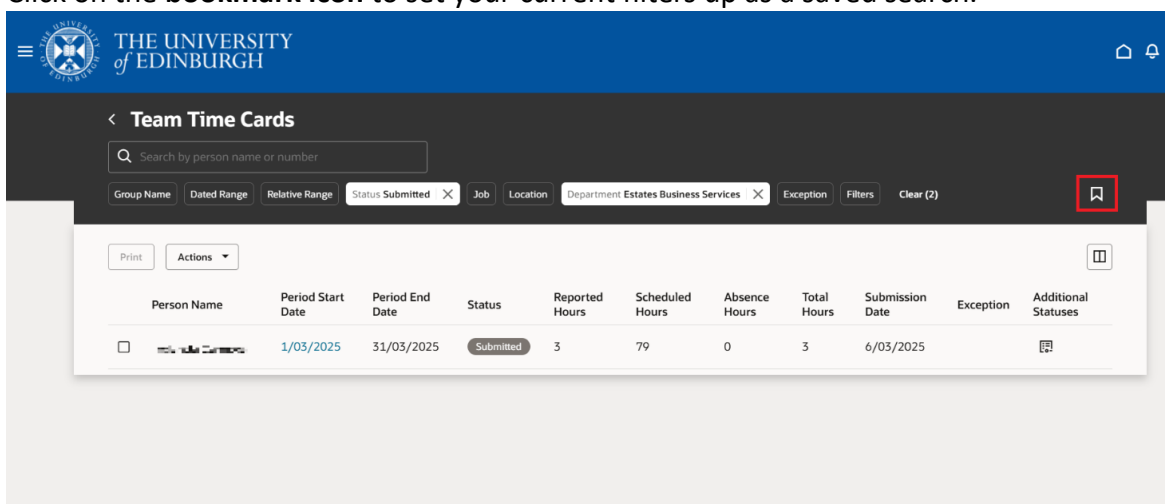 Click on the bookmark icon to set your current filters up as a saved search.
THE UNIVERSITY
of EDINBURGH
Team Time Cards
Search by person name or number
Group Name Dated Range Relative Range Status Submitted Job Location Department Estates Business Services Exception Filters Clear (2)
Print Actions
Person Name Period Start Date Period End Date Status Reported Hours Scheduled Hours Absence Hours Total Hours Submission Date Exception Additional Statuses
1/03/2025 31/03/2025 Submitted 3 79 0 3 6/03/2025